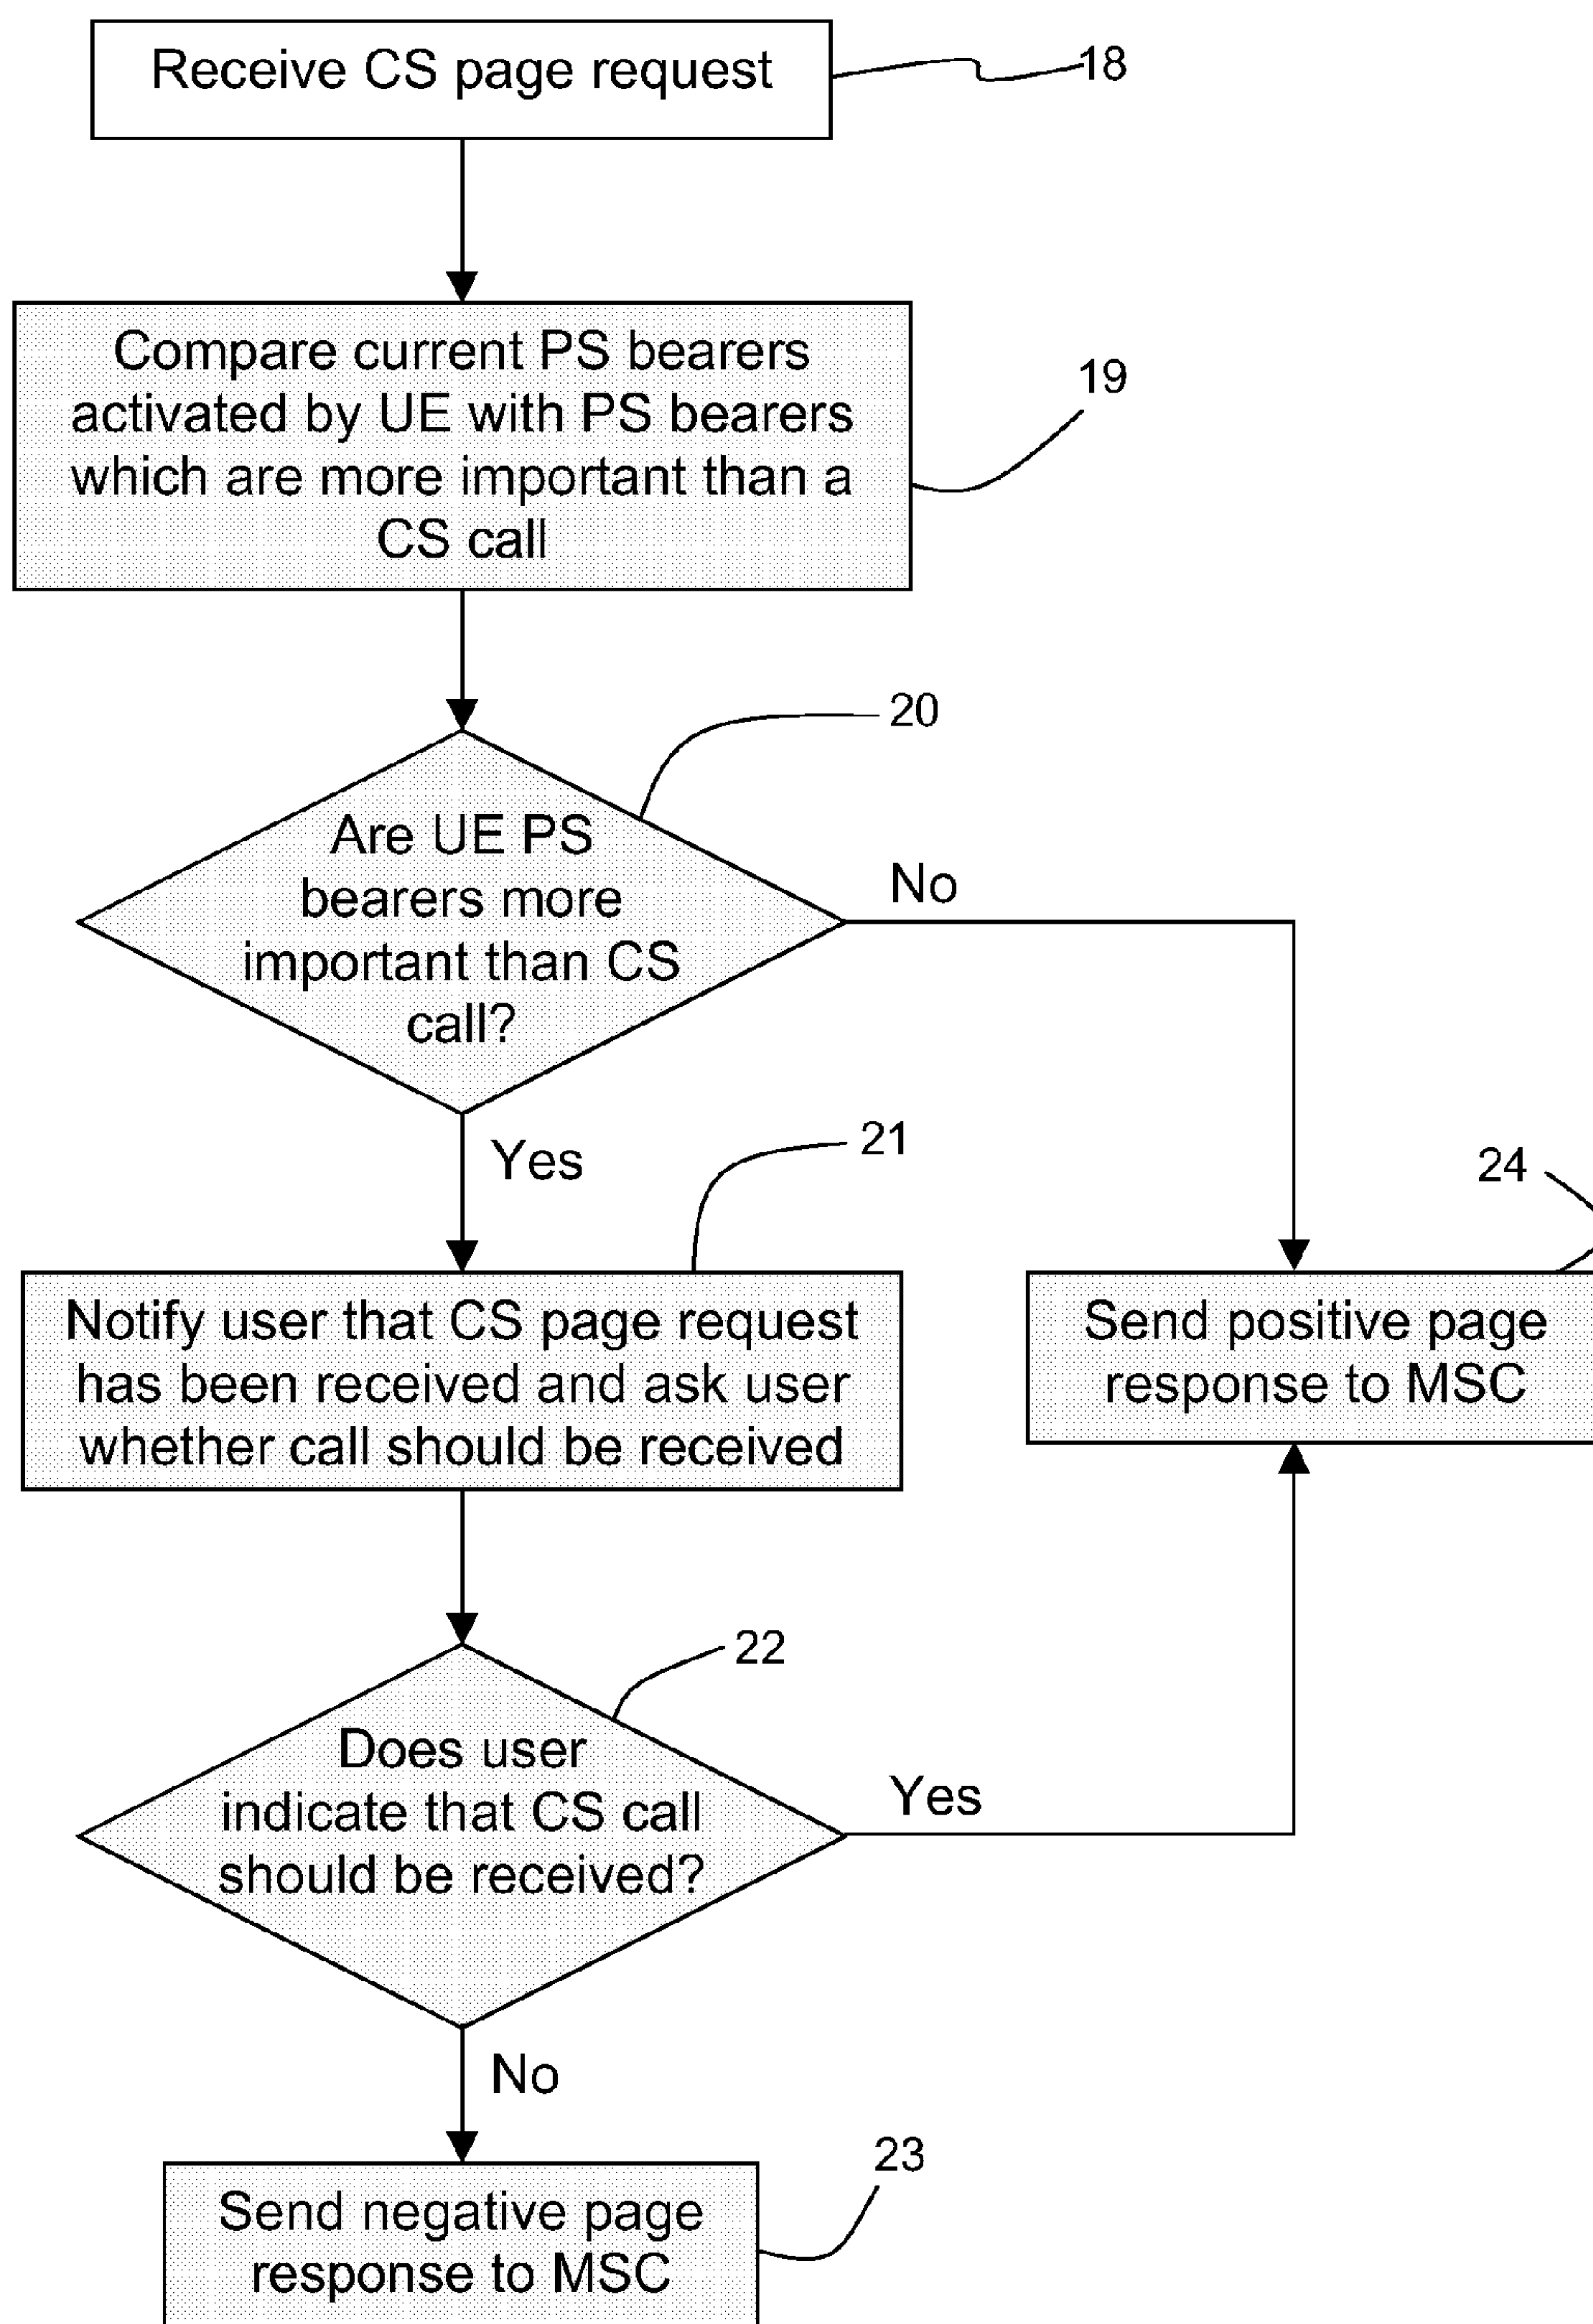 Receive CS page request
18
Compare current PS bearers
activated by UE with PS bearers
which are more important than a
CS call
19
20
Are UE PS
bearers more
important than CS
call?
No
Yes
21
24
Notify user that CS page request
has been received and ask user
whether call should be received
Send positive page
response to MSC
22
Does user
indicate that CS call
should be received?
Yes
No
23
Send negative page
response to MSC